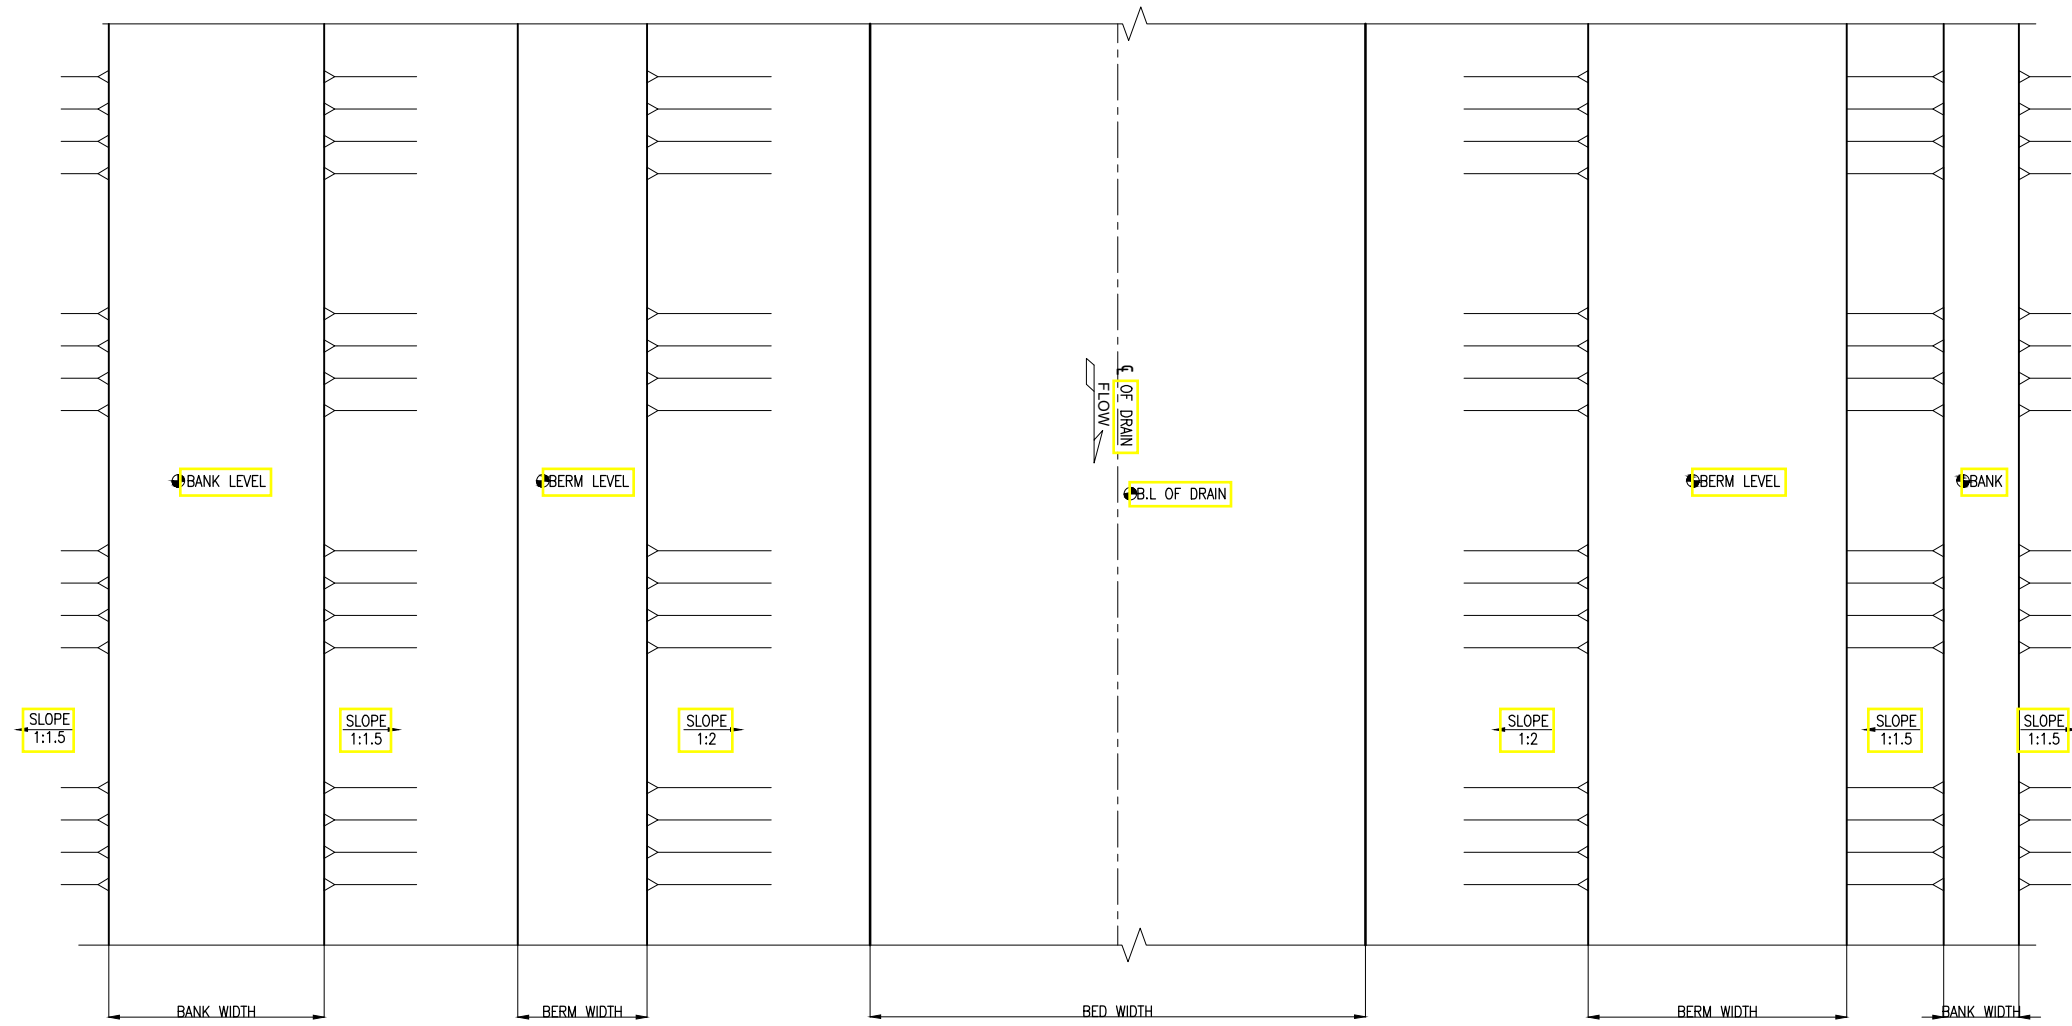 ℄ OF DRAIN
FLOW
BANK LEVEL
BERM LEVEL
B.L OF DRAIN
BERM LEVEL
BANK
SLOPE
1:1.5
SLOPE
1:1.5
SLOPE
1:2
SLOPE
1:2
SLOPE
1:1.5
SLOPE
1:1.5
BANK WIDTH
BERM WIDTH
BED WIDTH
BERM WIDTH
BANK WIDTH